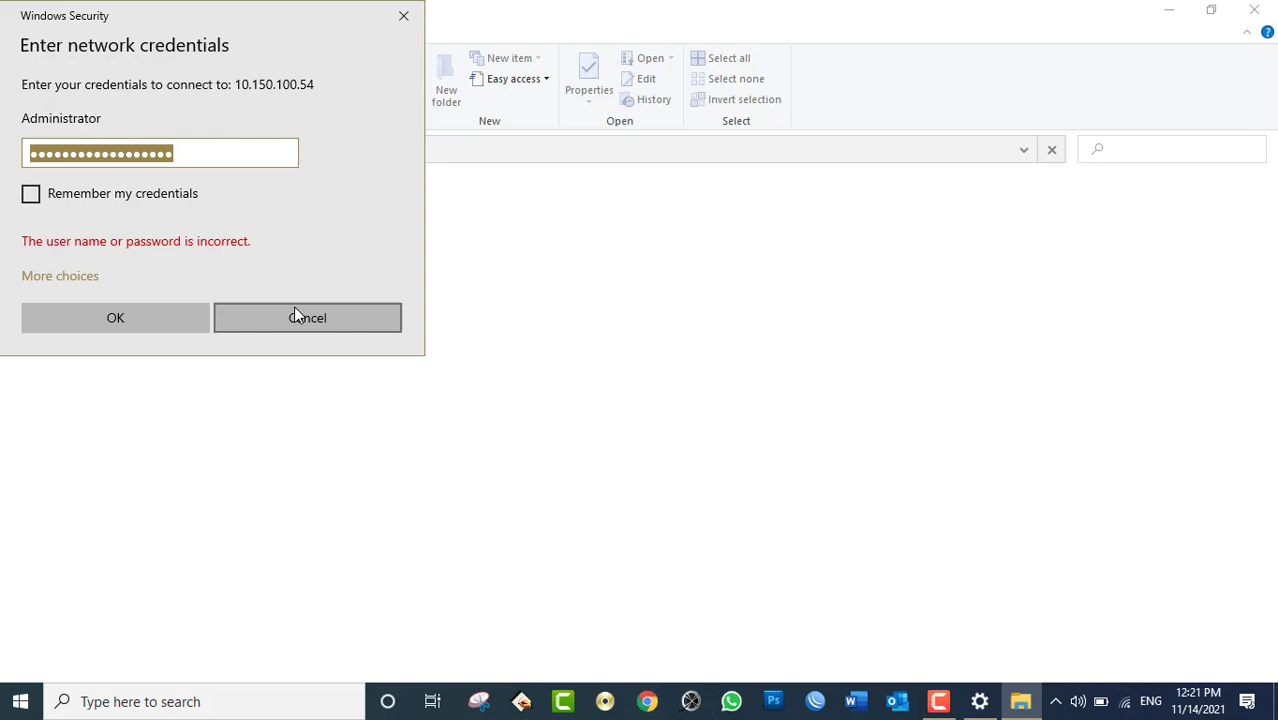 Windows Security
Enter network credentials
Enter your credentials to connect to: 10.150.100.54
Administrator
Remember my credentials
The user name or password is incorrect.
More choices
OK
Cancel
New folder
New item
Easy access
New
Properties
Open
Edit
History
Open
Select all
Select none
Invert selection
Select
Type here to search
Ps
ENG
12:21 PM
11/14/2021